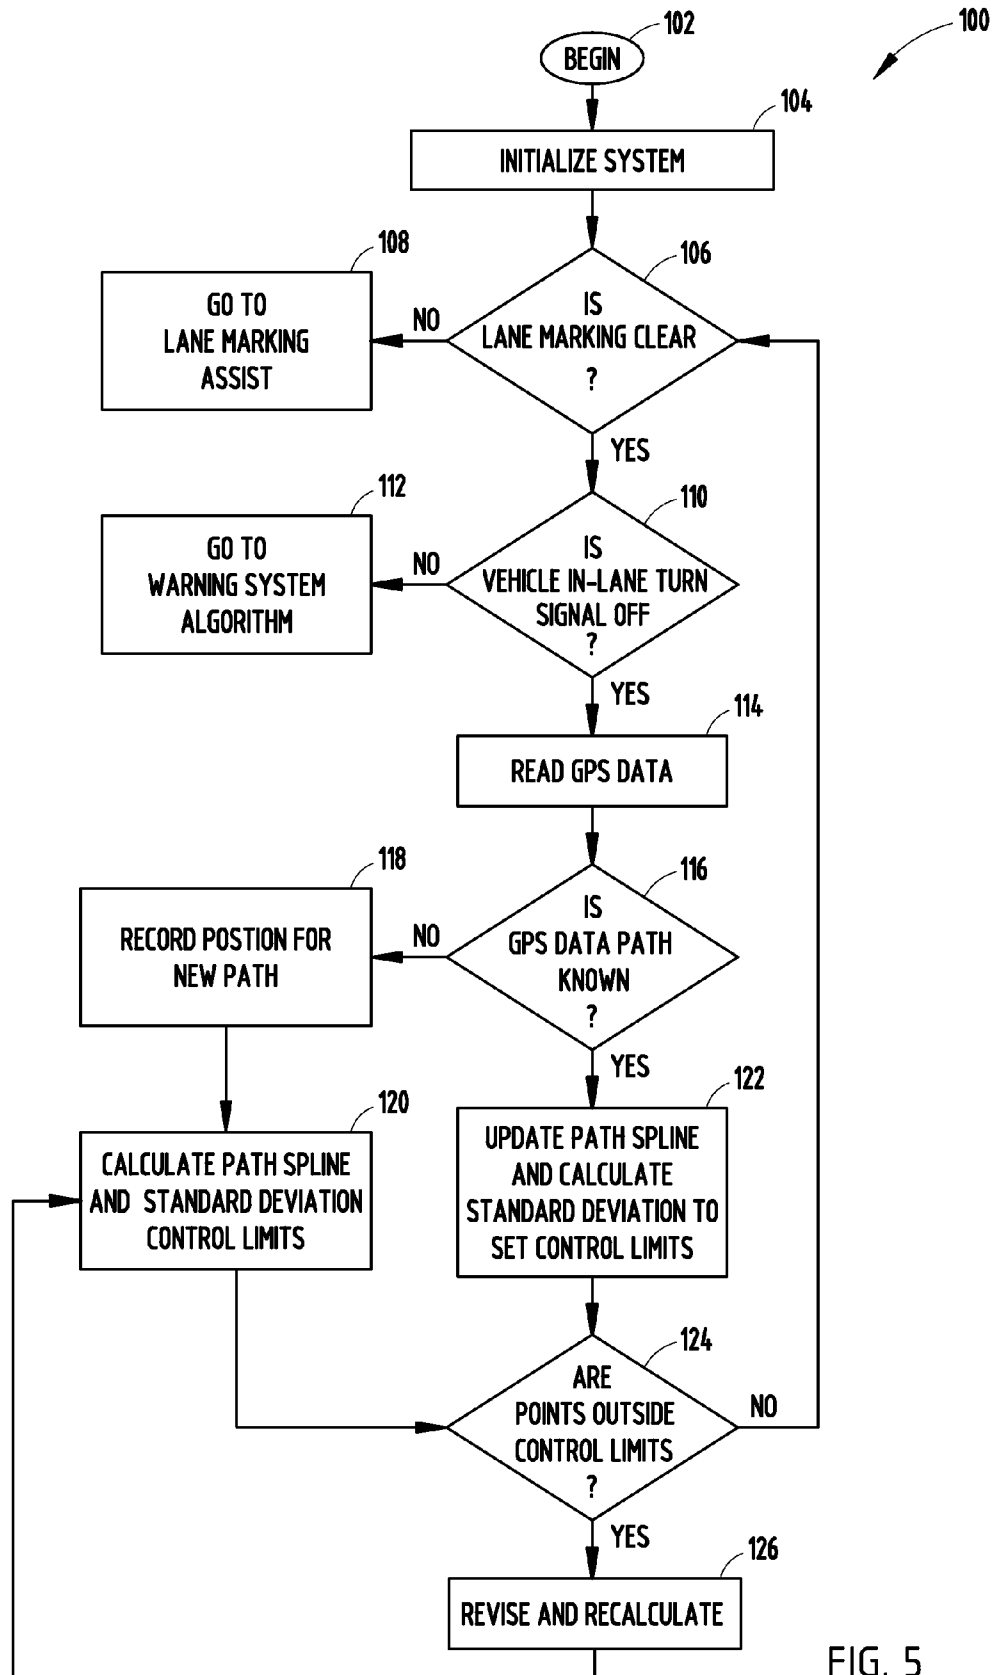 100
102
BEGIN
104
INITIALIZE SYSTEM
106
IS
LANE MARKING CLEAR
?
NO
108
GO TO
LANE MARKING
ASSIST
YES
110
IS
VEHICLE IN-LANE TURN
SIGNAL OFF
?
NO
112
GO TO
WARNING SYSTEM
ALGORITHM
YES
114
READ GPS DATA
116
IS
GPS DATA PATH
KNOWN
?
NO
118
RECORD POSTION FOR
NEW PATH
120
CALCULATE PATH SPLINE
AND STANDARD DEVIATION
CONTROL LIMITS
YES
122
UPDATE PATH SPLINE
AND CALCULATE
STANDARD DEVIATION TO
SET CONTROL LIMITS
124
ARE
POINTS OUTSIDE
CONTROL LIMITS
?
NO
YES
126
REVISE AND RECALCULATE
FIG. 5